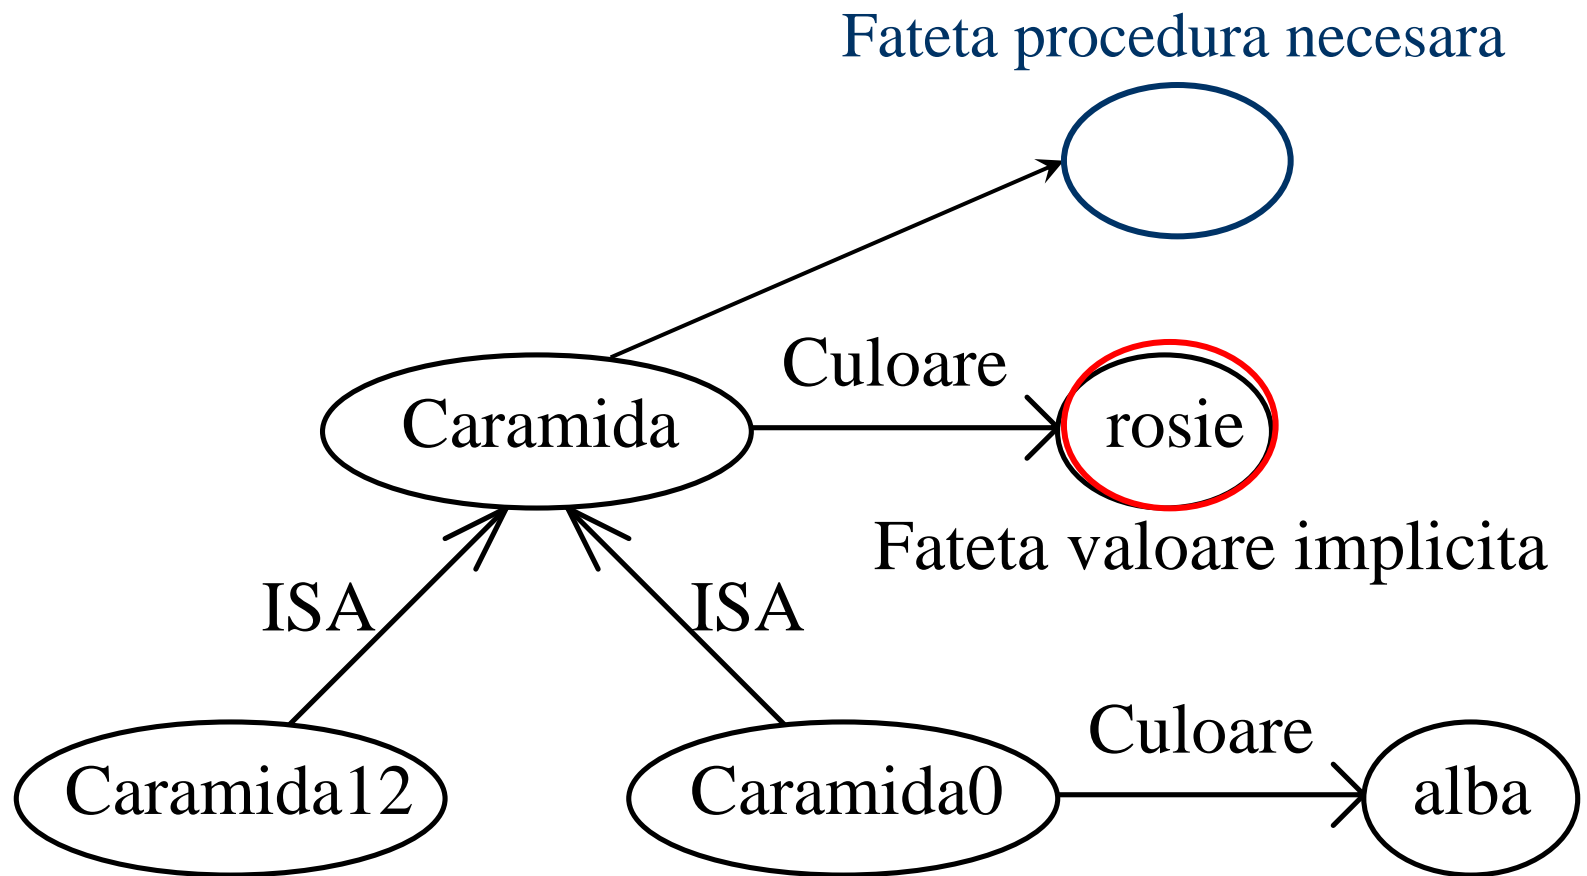 Fateta procedura necesara
Culoare
Caramida
rosie
Fateta valoare implicita
ISA
ISA
Culoare
Caramida12
Caramida0
alba